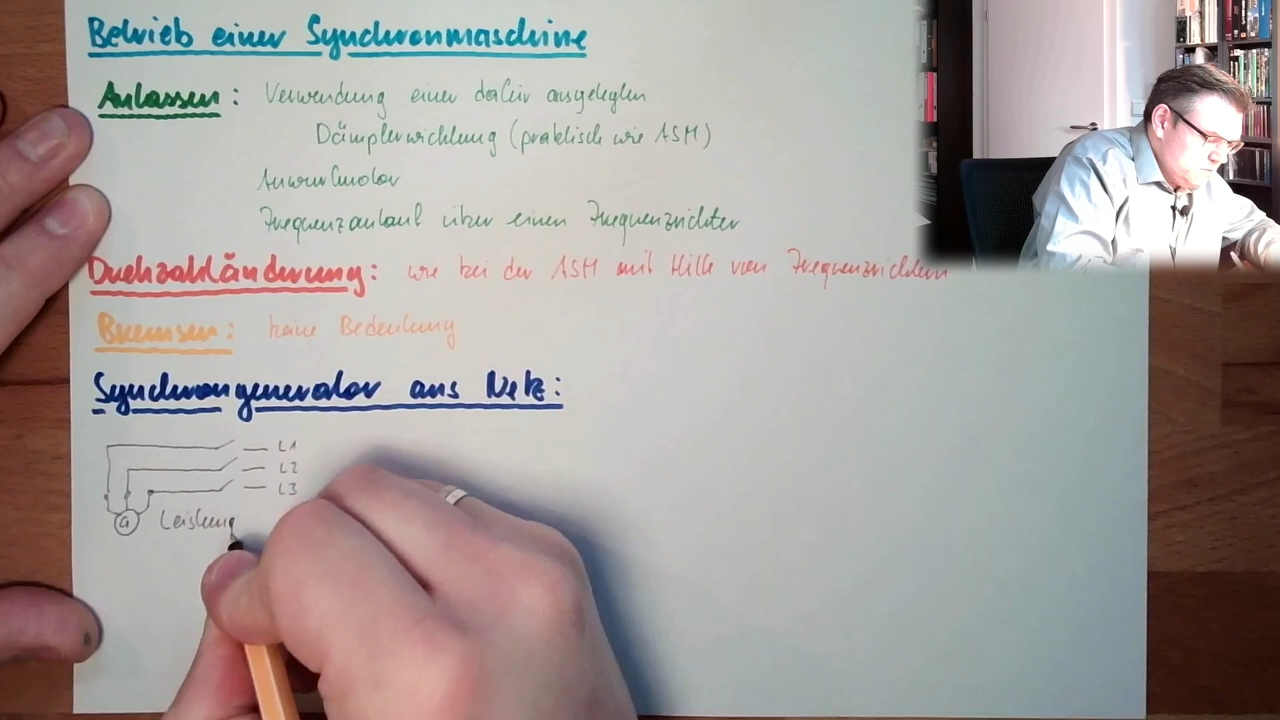 Betrieb einer Synchronmaschine
Anlassen: Verwendung einer dafür ausgelegten
Dämpferwicklung (praktisch wie ASM)
Anwurfmotor
Frequenzanlauf über einen Frequenzrichter
Drehzahländerung: wie bei der ASM mit Hilfe von Frequenzrichtern
Bremsen: keine Bedeutung
Synchrongenerator ans Netz:
L1
L2
L3
G Leistung